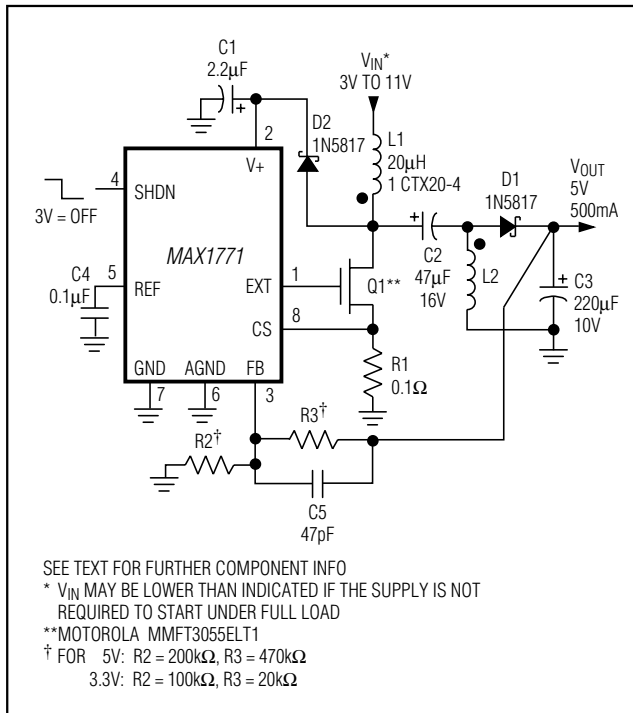 C1
2.2µF
VIN*
3V TO 11V
2
V+
D2
1N5817
L1
20µH
1 CTX20-4
D1
1N5817
VOUT
5V
500mA
4
SHDN
3V = OFF
MAX1771
C4
0.1µF
5
REF
EXT
1
Q1**
C2
47µF
16V
L2
C3
220µF
10V
CS
8
R1
0.1Ω
GND
AGND
FB
7
6
3
R2†
R3†
C5
47pF
SEE TEXT FOR FURTHER COMPONENT INFO
* VIN MAY BE LOWER THAN INDICATED IF THE SUPPLY IS NOT
REQUIRED TO START UNDER FULL LOAD
**MOTOROLA MMFT3055ELT1
† FOR 5V: R2 = 200kΩ, R3 = 470kΩ
3.3V: R2 = 100kΩ, R3 = 20kΩ